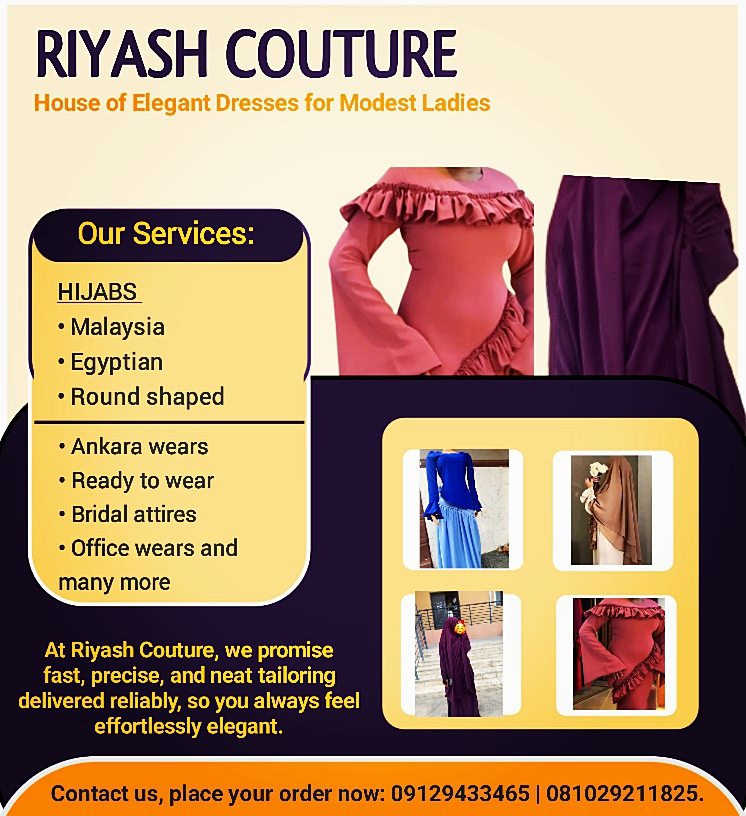 RIYASH COUTURE
House of Elegant Dresses for Modest Ladies
Our Services:
HIJABS
• Malaysia
• Egyptian
• Round shaped
• Ankara wears
• Ready to wear
• Bridal attires
• Office wears and
many more
At Riyash Couture, we promise
fast, precise, and neat tailoring
delivered reliably, so you always feel
effortlessly elegant.
Contact us, place your order now: 09129433465 | 081029211825.